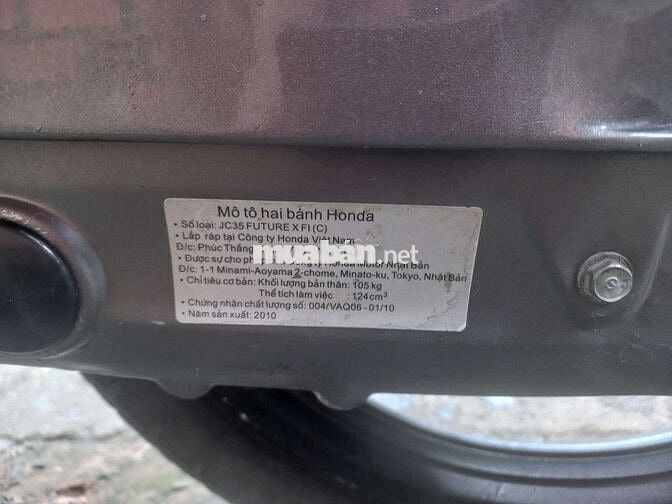 Mô tô hai bánh Honda
• Số loại: JC35 FUTURE X FI (C)
• Lắp ráp tại Công ty Honda Việt Nam
Đ/c: Phúc Thắng
• Được sự cho ph Honda Motor Nhật Bản
Đ/c: 1-1 Minami-Aoyama 2-chome, Minato-ku, Tokyo, Nhật Bản
• Chỉ tiêu cơ bản: Khối lượng bản thân: 105 kg
Thể tích làm việc : 124 cm³
• Chứng nhận chất lượng số: 004/VAQ06 - 01/10
• Năm sản xuất: 2010
muaban.net